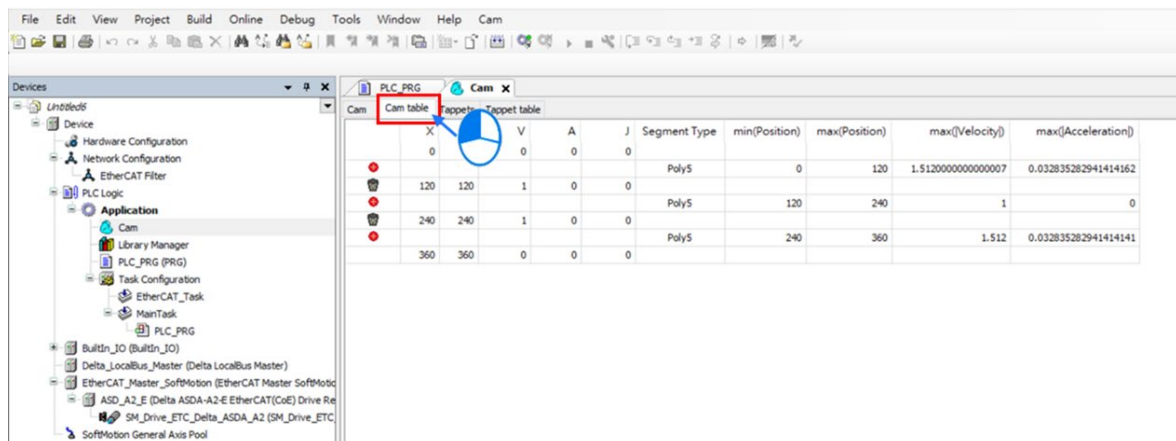 File Edit View Project Build Online Debug Tools Window Help Cam
Devices
PLC_PRG Cam
Untitled6
Cam Cam table Tappets Tappet table
Device
Hardware Configuration
Network Configuration
EtherCAT Filter
PLC Logic
Application
Cam
Library Manager
PLC_PRG (PRG)
Task Configuration
EtherCAT_Task
MainTask
PLC_PRG
BuiltIn_IO (BuiltIn_IO)
Delta_LocalBus_Master (Delta LocalBus Master)
EtherCAT_Master_SoftMotion (EtherCAT Master SoftMotic
ASD_A2_E (Delta ASDA-A2-E EtherCAT(CoE) Drive Re
SM_Drive_ETC_Delta_ASDA_A2 (SM_Drive_ETC_
SoftMotion General Axis Pool
X V A J Segment Type min(Position) max(Position) max(|Velocity|) max(|Acceleration|)
0 0 0 0
Poly5 0 120 1.5120000000000007 0.032835282941414162
120 120 1 0 0
Poly5 120 240 1 0
240 240 1 0 0
Poly5 240 360 1.512 0.032835282941414141
360 360 0 0 0